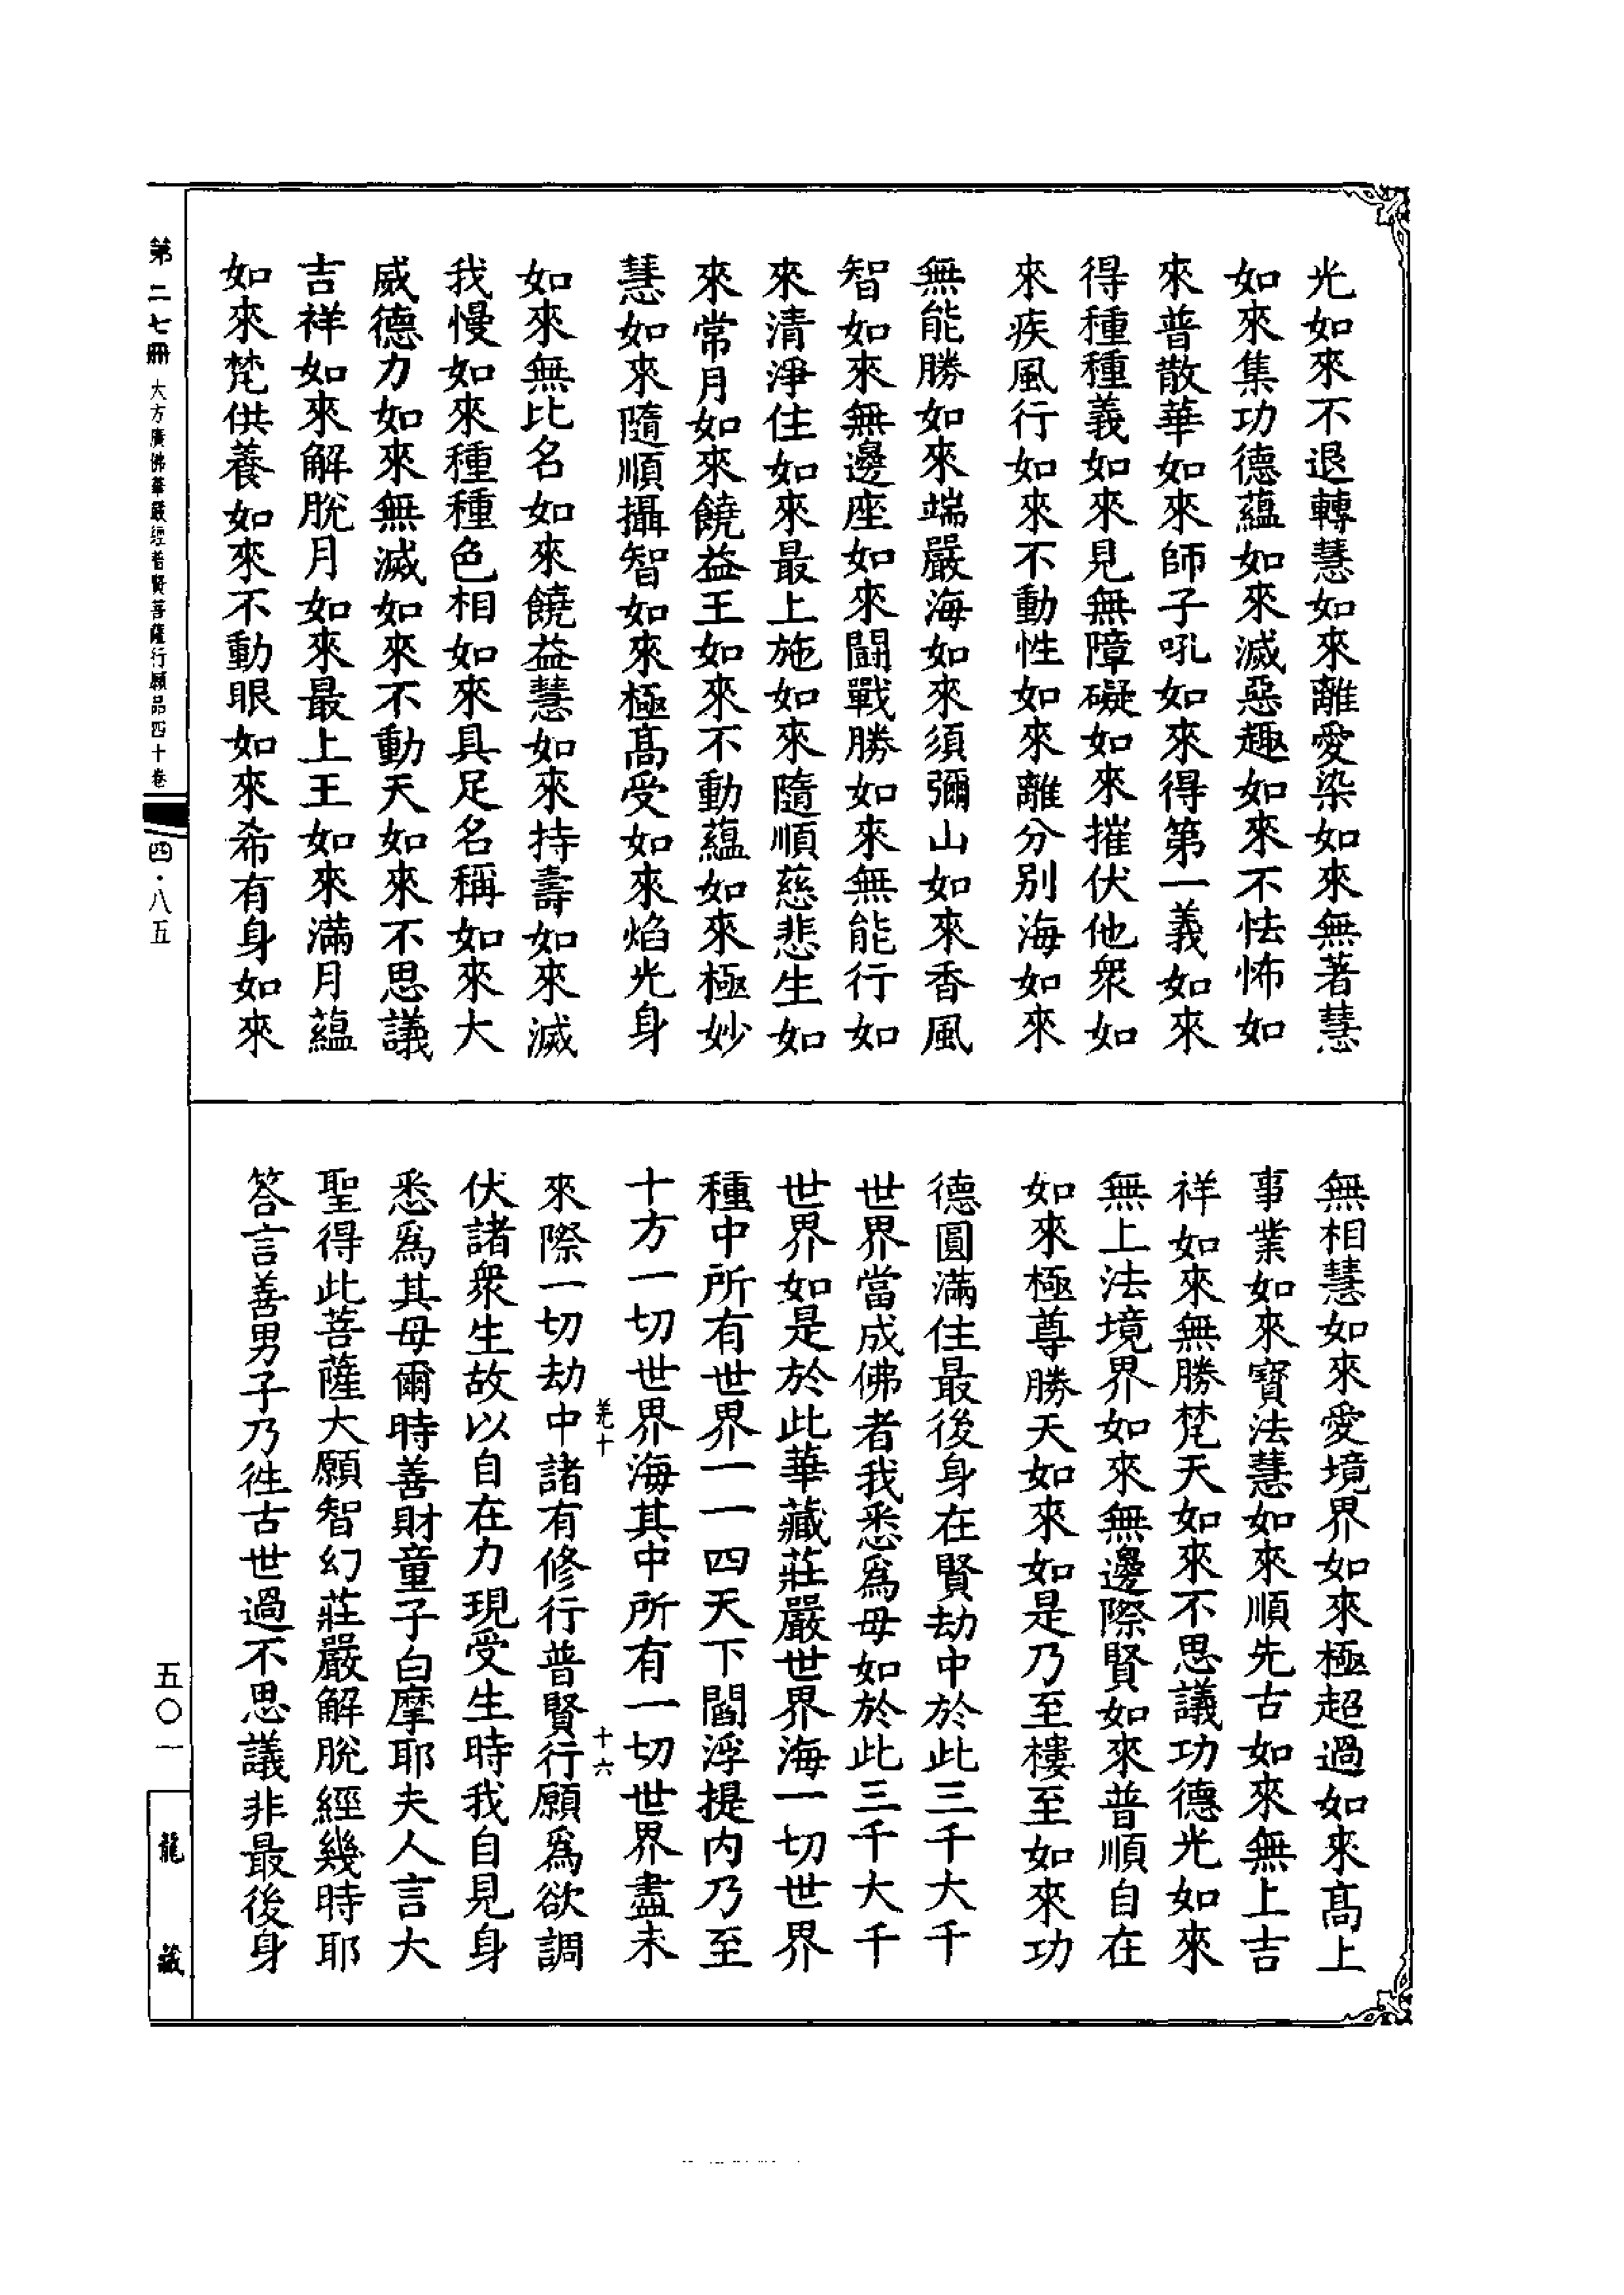 光如來不退轉慧如來離愛染如來無著慧
如來集功德蘊如來滅惡趣如來不怯怖如
來普散華如來師子吼如來得第一義如來
得種種義如來見無障礙如來摧伏他衆如
來疾風行如來不動性如來離分別海如來
無能勝如來端嚴海如來須彌山如來香風
智如來無邊座如來鬪戰勝如來無能行如
來清淨住如來最上施如來隨順慈悲生如
來常月如來饒益王如來不動蘊如來極妙
慧如來隨順攝智如來極髙受如來焰光身
如來無比名如來饒益慧如來持壽如來滅
我慢如來種種色相如來具足名稱如來大
威德力如來無滅如來不動天如來不思議
吉祥如來解脫月如來最上王如來滿月蘊
如來梵供養如來不動眼如來希有身如來
無相慧如來愛境界如來極超過如來髙上
事業如來寳法慧如來順先古如來無上吉
祥如來無勝梵天如來不思議功德光如來
無上法境界如來無邊際賢如來普順自在
如來極尊勝天如來如是乃至樓至如來功
德圓滿住最後身在賢劫中於此三千大千
世界當成佛者我悉爲母如於此三千大千
世界如是於此華藏莊嚴世界海一切世界
種中所有世界一一四天下閻浮提内乃至
十方一切世界海其中所有一切世界盡未
羌十 十六
來際一切劫中諸有修行普賢行願爲欲調
伏諸衆生故以自在力現受生時我自見身
悉爲其母爾時善財童子白摩耶夫人言大
聖得此菩薩大願智幻莊嚴解脫經幾時耶
答言善男子乃徃古世過不思議非最後身
第二七冊 大方廣佛華嚴經普賢菩薩行願品四十卷 四·八五
五〇一
龍藏